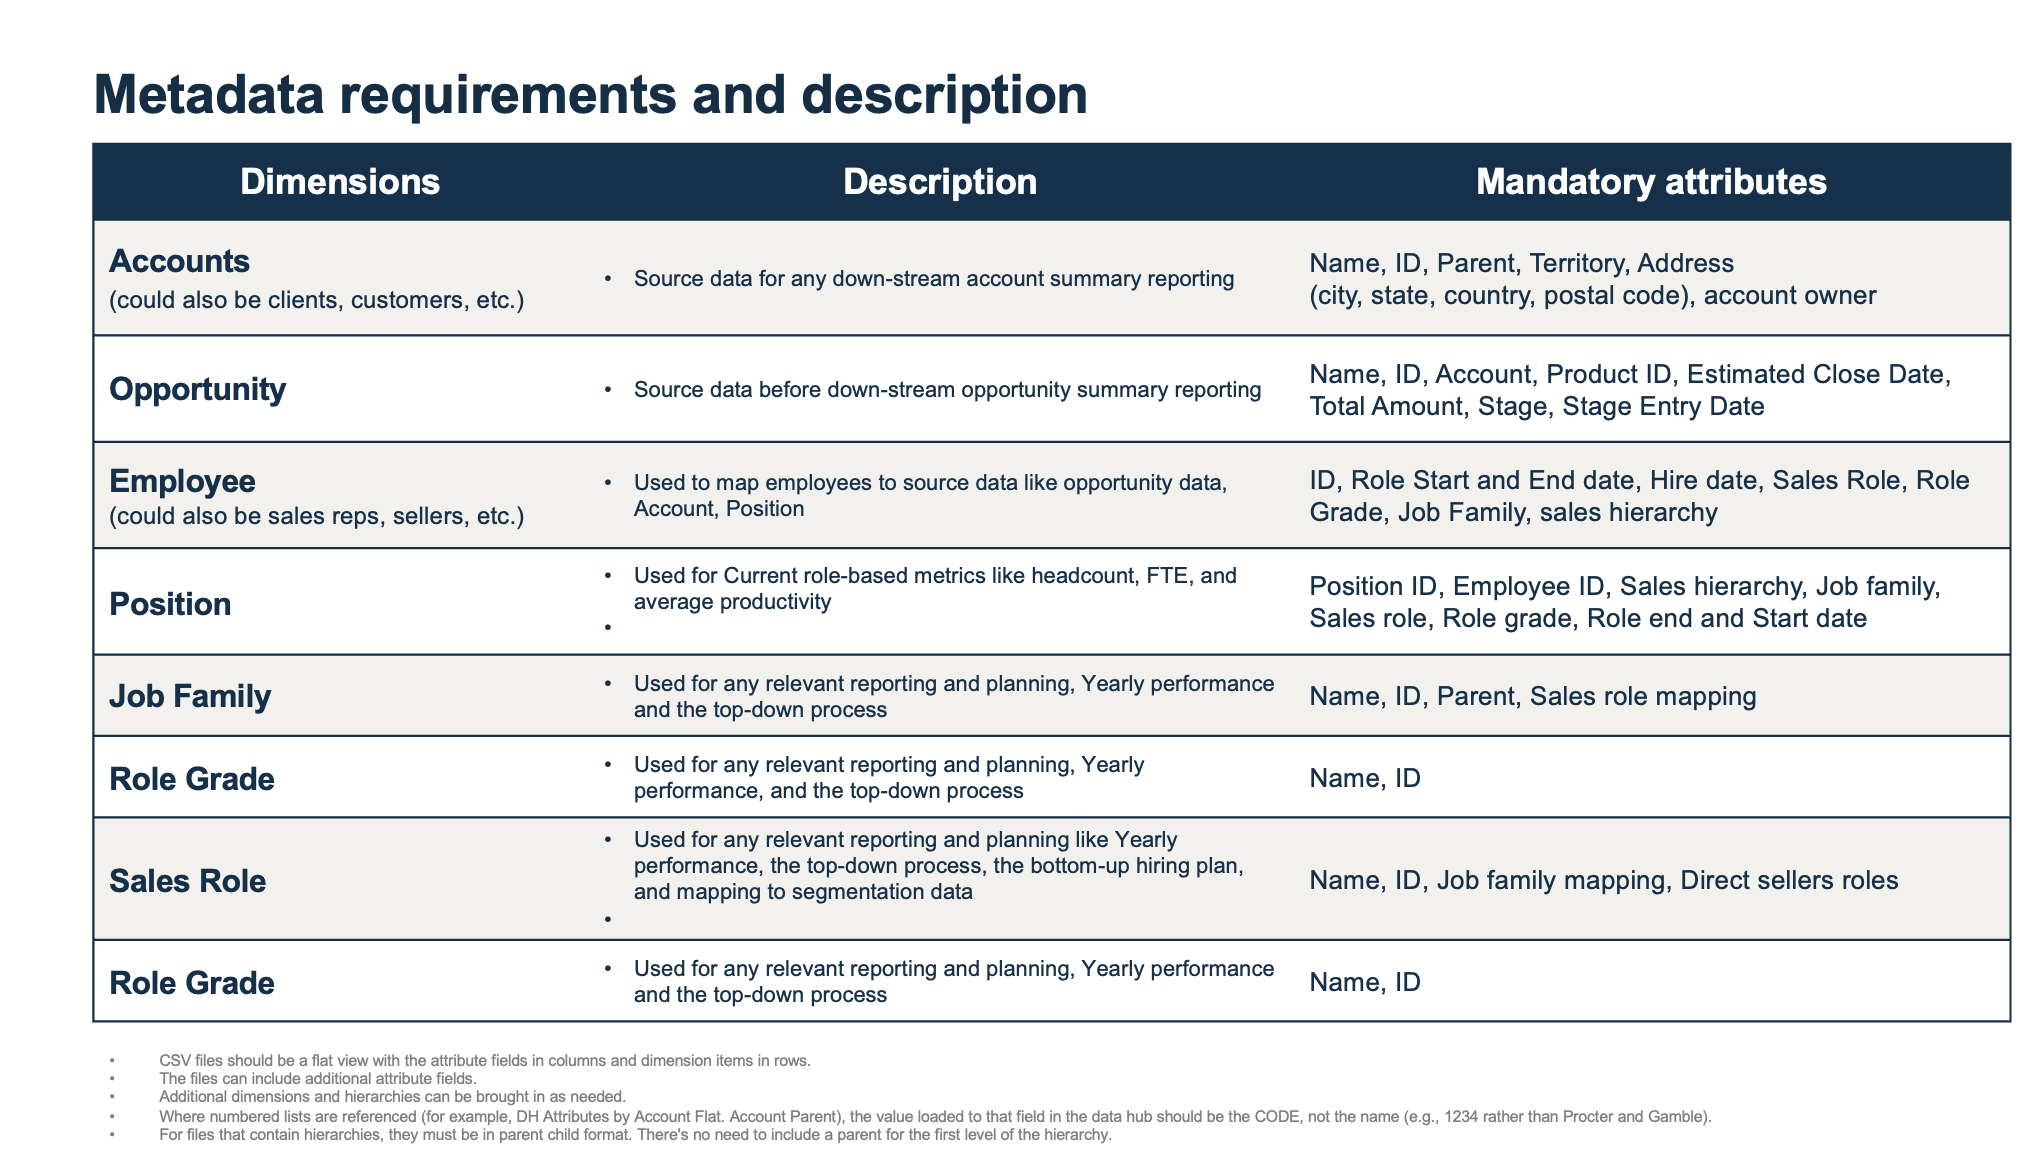 Metadata requirements and description
Dimensions
Description
Mandatory attributes
Accounts
(could also be clients, customers, etc.)
• Source data for any down-stream account summary reporting
Name, ID, Parent, Territory, Address
(city, state, country, postal code), account owner
Opportunity
• Source data before down-stream opportunity summary reporting
Name, ID, Account, Product ID, Estimated Close Date,
Total Amount, Stage, Stage Entry Date
Employee
(could also be sales reps, sellers, etc.)
• Used to map employees to source data like opportunity data,
Account, Position
ID, Role Start and End date, Hire date, Sales Role, Role
Grade, Job Family, sales hierarchy
Position
• Used for Current role-based metrics like headcount, FTE, and
average productivity
•
Position ID, Employee ID, Sales hierarchy, Job family,
Sales role, Role grade, Role end and Start date
Job Family
• Used for any relevant reporting and planning, Yearly performance
and the top-down process
Name, ID, Parent, Sales role mapping
Role Grade
• Used for any relevant reporting and planning, Yearly
performance, and the top-down process
Name, ID
Sales Role
• Used for any relevant reporting and planning like Yearly
performance, the top-down process, the bottom-up hiring plan,
and mapping to segmentation data
•
Name, ID, Job family mapping, Direct sellers roles
Role Grade
• Used for any relevant reporting and planning, Yearly performance
and the top-down process
Name, ID
• CSV files should be a flat view with the attribute fields in columns and dimension items in rows.
• The files can include additional attribute fields.
• Additional dimensions and hierarchies can be brought in as needed.
• Where numbered lists are referenced (for example, DH Attributes by Account Flat. Account Parent), the value loaded to that field in the data hub should be the CODE, not the name (e.g., 1234 rather than Procter and Gamble).
• For files that contain hierarchies, they must be in parent child format. There's no need to include a parent for the first level of the hierarchy.